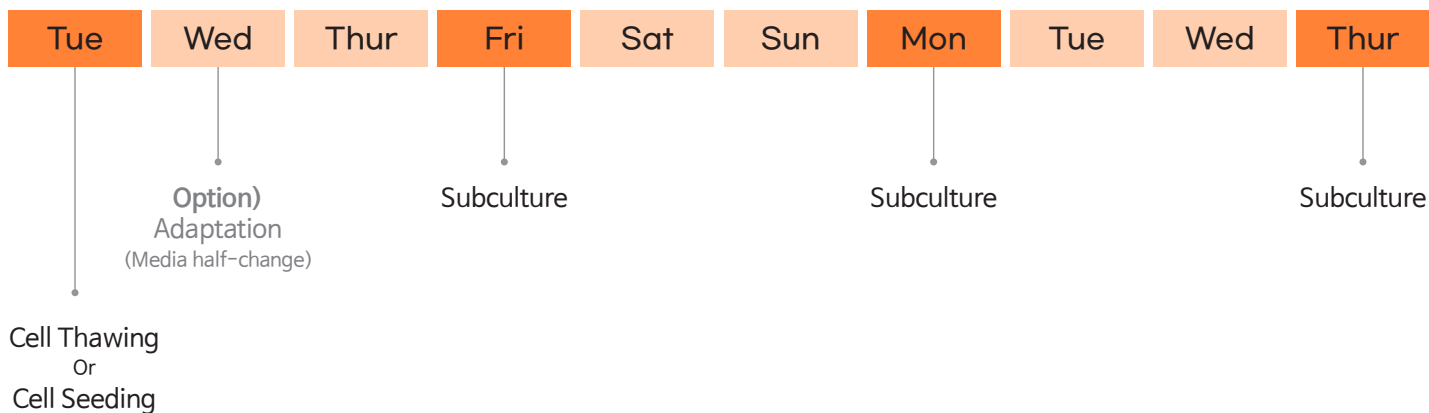 Tue Wed Thur Fri Sat Sun Mon Tue Wed Thur
Option)
Adaptation
(Media half-change)
Subculture
Subculture
Subculture
Cell Thawing
Or
Cell Seeding